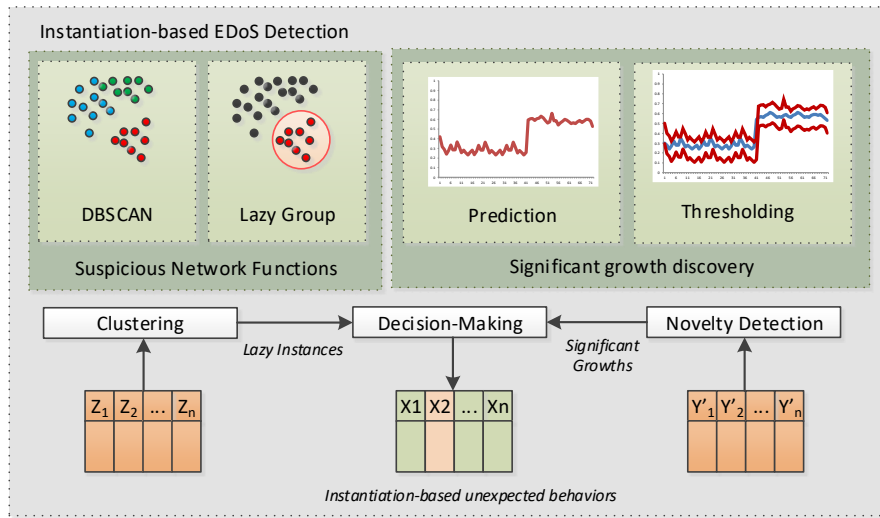 Instantiation-based EDoS Detection
DBSCAN
Lazy Group
Prediction
Thresholding
Suspicious Network Functions
Significant growth discovery
Clustering
Decision-Making
Novelty Detection
Lazy Instances
Significant
Growths
Z1 Z2 ... Zn
X1 X2 ... Xn
Y'1 Y'2 ... Y'n
Instantiation-based unexpected behaviors